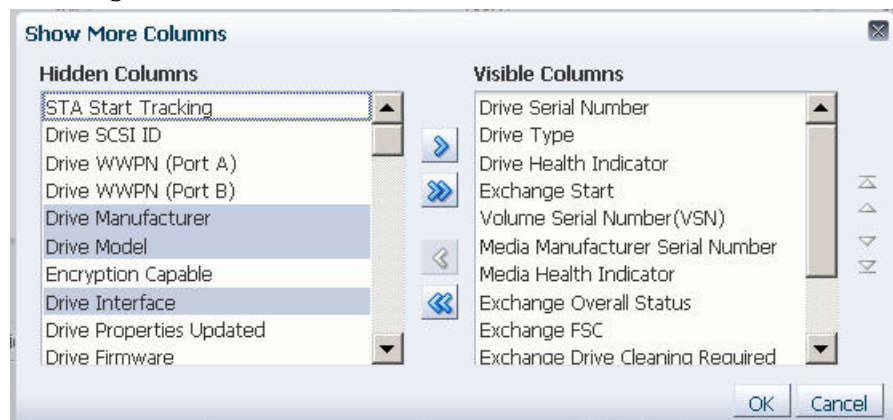 Show More Columns
Hidden Columns
STA Start Tracking
Drive SCSI ID
Drive WWPN (Port A)
Drive WWPN (Port B)
Drive Manufacturer
Drive Model
Encryption Capable
Drive Interface
Drive Properties Updated
Drive Firmware
Visible Columns
Drive Serial Number
Drive Type
Drive Health Indicator
Exchange Start
Volume Serial Number(VSN)
Media Manufacturer Serial Number
Media Health Indicator
Exchange Overall Status
Exchange FSC
Exchange Drive Cleaning Required
OK
Cancel